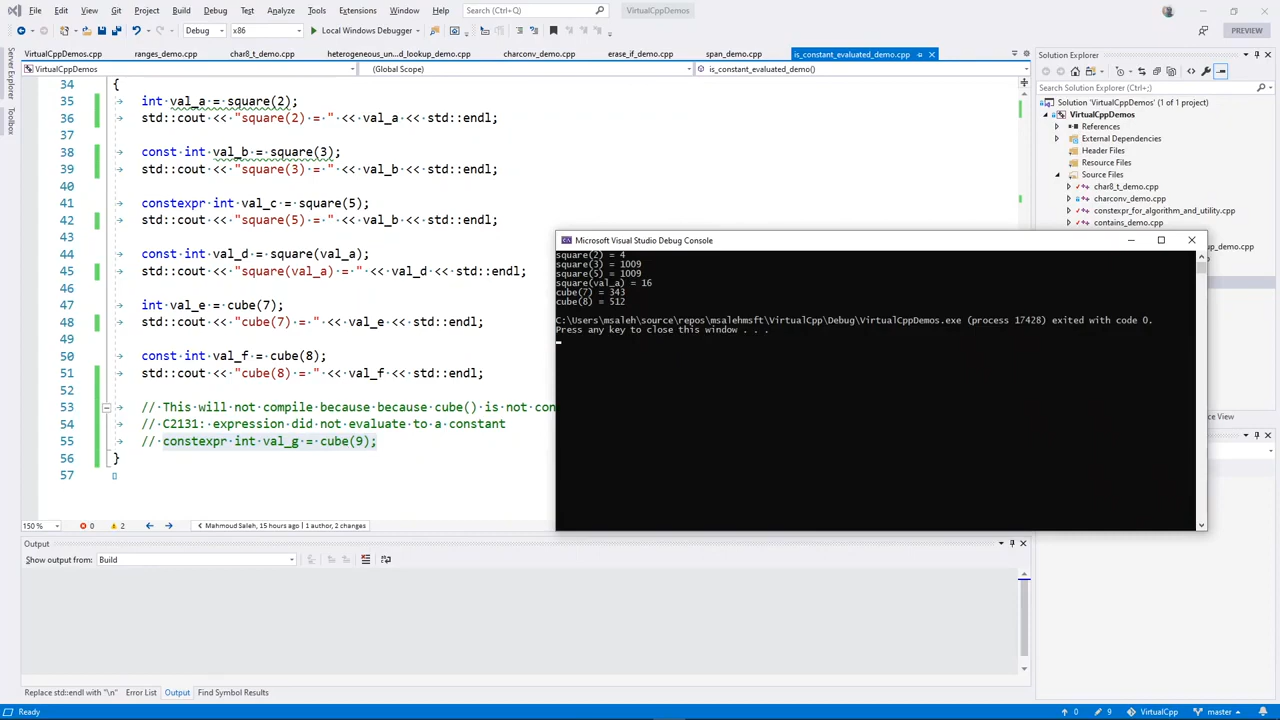 File Edit View Git Project Build Debug Test Analyze Tools Extensions Window Help Search (Ctrl+Q) VirtualCppDemos
Debug x86 Local Windows Debugger PREVIEW
VirtualCppDemos.cpp ranges_demo.cpp char8_t_demo.cpp heterogeneous_un...d_lookup_demo.cpp charconv_demo.cpp erase_if_demo.cpp span_demo.cpp is_constant_evaluated_demo.cpp
VirtualCppDemos (Global Scope) is_constant_evaluated_demo()
Server Explorer
Toolbox
34 {
35 int val_a = square(2);
36 std::cout << "square(2) = " << val_a << std::endl;
37
38 const int val_b = square(3);
39 std::cout << "square(3) = " << val_b << std::endl;
40
41 constexpr int val_c = square(5);
42 std::cout << "square(5) = " << val_b << std::endl;
43
44 const int val_d = square(val_a);
45 std::cout << "square(val_a) = " << val_d << std::endl;
46
47 int val_e = cube(7);
48 std::cout << "cube(7) = " << val_e << std::endl;
49
50 const int val_f = cube(8);
51 std::cout << "cube(8) = " << val_f << std::endl;
52
53 // This will not compile because because cube() is not con
54 // C2131: expression did not evaluate to a constant
55 // constexpr int val_g = cube(9);
56 }
57
150 % 0 2 Mahmoud Saleh, 15 hours ago | 1 author, 2 changes
Output
Show output from: Build
Replace std::endl with "\n" Error List Output Find Symbol Results
Ready 0 9 VirtualCpp master
Microsoft Visual Studio Debug Console
square(2) = 4
square(3) = 1009
square(5) = 1009
square(val_a) = 16
cube(7) = 343
cube(8) = 512
C:\Users\msaleh\source\repos\msalehmsft\VirtualCpp\Debug\VirtualCppDemos.exe (process 17428) exited with code 0.
Press any key to close this window . . .
Solution Explorer
Search Solution Explorer (Ctrl+;)
Solution 'VirtualCppDemos' (1 of 1 project)
VirtualCppDemos
References
External Dependencies
Header Files
Resource Files
Source Files
char8_t_demo.cpp
charconv_demo.cpp
constexpr_for_algorithm_and_utility.cpp
contains_demo.cpp
up_demo.cpp
ce View